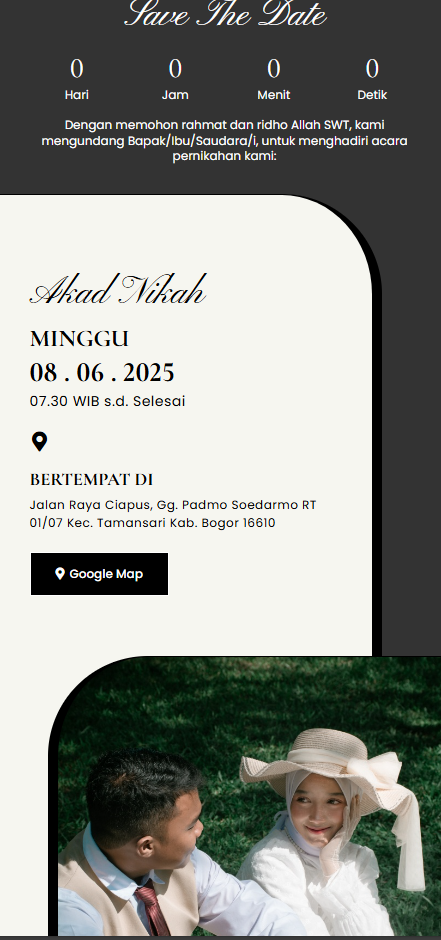 Save The Date
0 0 0 0
Hari Jam Menit Detik
Dengan memohon rahmat dan ridho Allah SWT, kami
mengundang Bapak/Ibu/Saudara/i, untuk menghadiri acara
pernikahan kami:
Akad Nikah
MINGGU
08 . 06 . 2025
07.30 WIB s.d. Selesai
BERTEMPAT DI
Jalan Raya Ciapus, Gg. Padmo Soedarmo RT
01/07 Kec. Tamansari Kab. Bogor 16610
Google Map